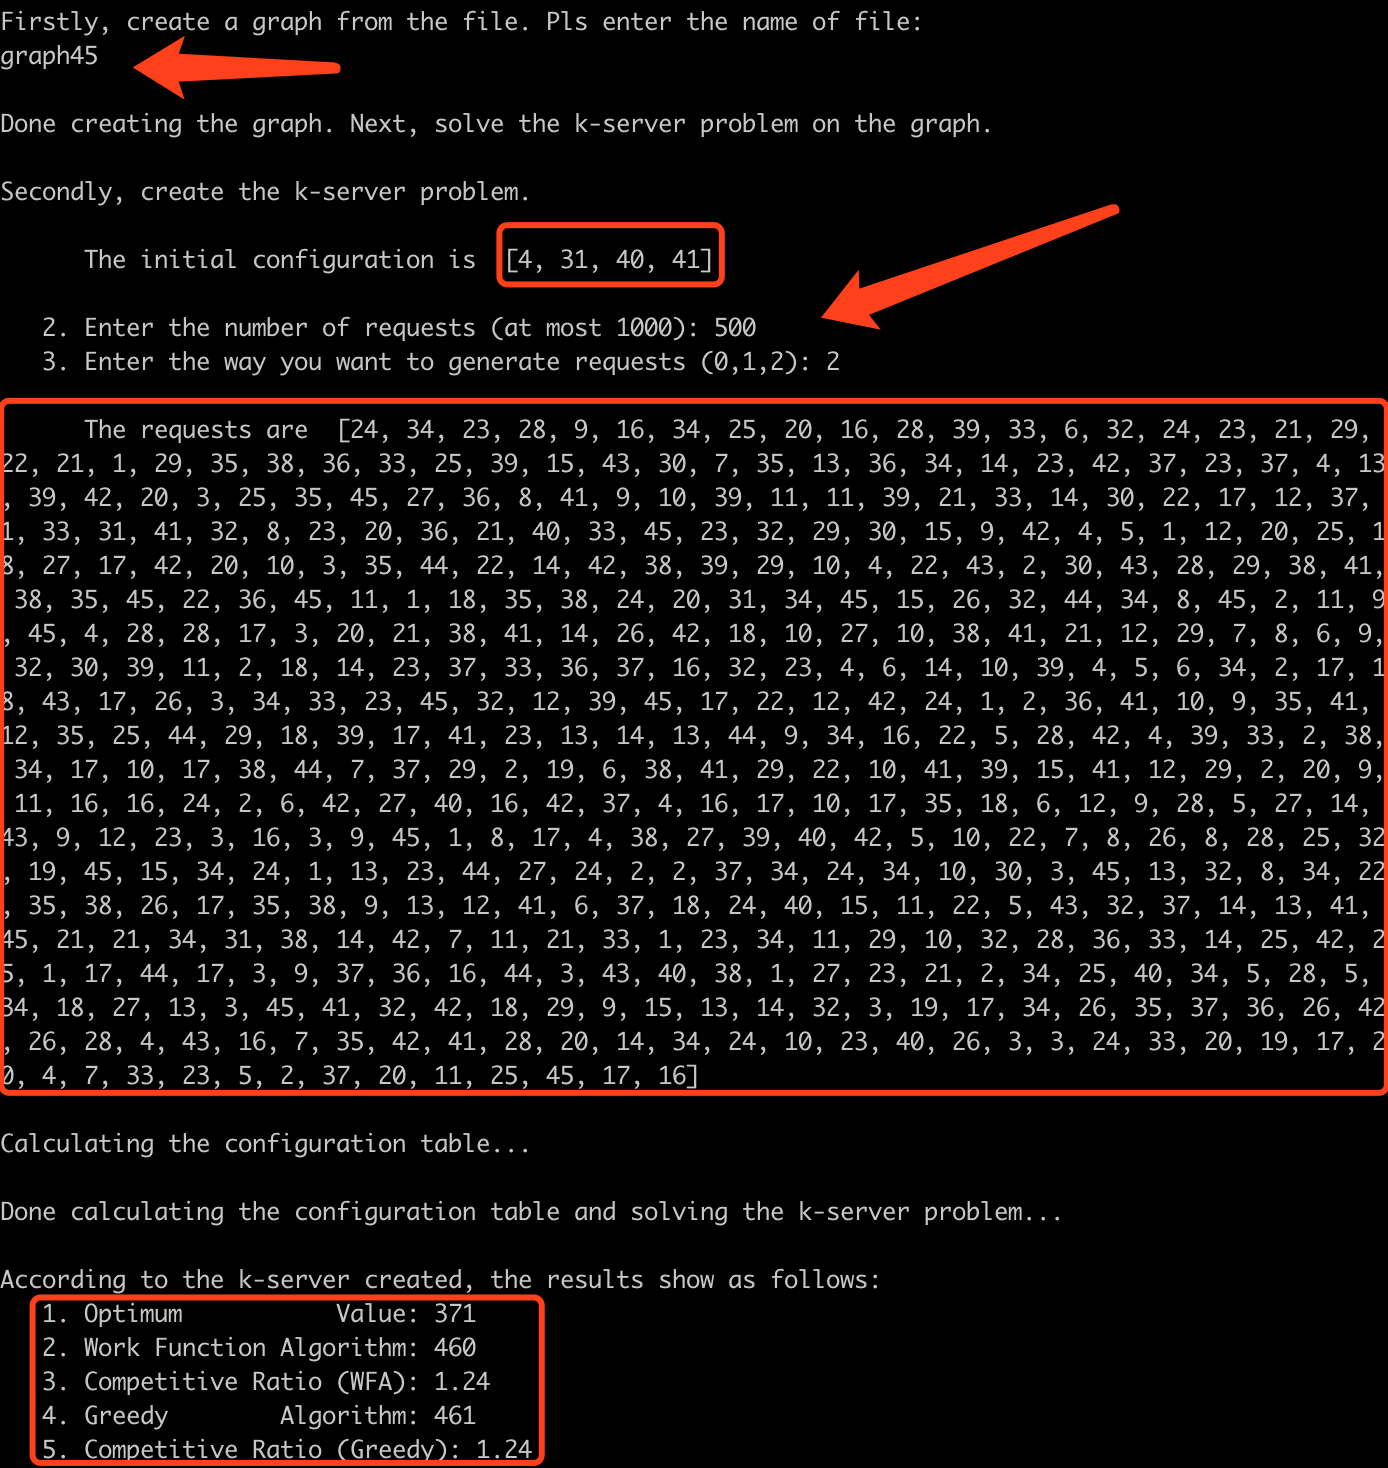 Firstly, create a graph from the file. Pls enter the name of file:
graph45
Done creating the graph. Next, solve the k-server problem on the graph.
Secondly, create the k-server problem.
The initial configuration is  [4, 31, 40, 41]
2. Enter the number of requests (at most 1000): 500
3. Enter the way you want to generate requests (0,1,2): 2
The requests are  [24, 34, 23, 28, 9, 16, 34, 25, 20, 16, 28, 39, 33, 6, 32, 24, 23, 21, 29,
22, 21, 1, 29, 35, 38, 36, 33, 25, 39, 15, 43, 30, 7, 35, 13, 36, 34, 14, 23, 42, 37, 23, 37, 4, 13
, 39, 42, 20, 3, 25, 35, 45, 27, 36, 8, 41, 9, 10, 39, 11, 11, 39, 21, 33, 14, 30, 22, 17, 12, 37,
1, 33, 31, 41, 32, 8, 23, 20, 36, 21, 40, 33, 45, 23, 32, 29, 30, 15, 9, 42, 4, 5, 1, 12, 20, 25, 1
8, 27, 17, 42, 20, 10, 3, 35, 44, 22, 14, 42, 38, 39, 29, 10, 4, 22, 43, 2, 30, 43, 28, 29, 38, 41,
38, 35, 45, 22, 36, 45, 11, 1, 18, 35, 38, 24, 20, 31, 34, 45, 15, 26, 32, 44, 34, 8, 45, 2, 11, 9
, 45, 4, 28, 28, 17, 3, 20, 21, 38, 41, 14, 26, 42, 18, 10, 27, 10, 38, 41, 21, 12, 29, 7, 8, 6, 9,
32, 30, 39, 11, 2, 18, 14, 23, 37, 33, 36, 37, 16, 32, 23, 4, 6, 14, 10, 39, 4, 5, 6, 34, 2, 17, 1
8, 43, 17, 26, 3, 34, 33, 23, 45, 32, 12, 39, 45, 17, 22, 12, 42, 24, 1, 2, 36, 41, 10, 9, 35, 41,
12, 35, 25, 44, 29, 18, 39, 17, 41, 23, 13, 14, 13, 44, 9, 34, 16, 22, 5, 28, 42, 4, 39, 33, 2, 38,
34, 17, 10, 17, 38, 44, 7, 37, 29, 2, 19, 6, 38, 41, 29, 22, 10, 41, 39, 15, 41, 12, 29, 2, 20, 9,
11, 16, 16, 24, 2, 6, 42, 27, 40, 16, 42, 37, 4, 16, 17, 10, 17, 35, 18, 6, 12, 9, 28, 5, 27, 14,
43, 9, 12, 23, 3, 16, 3, 9, 45, 1, 8, 17, 4, 38, 27, 39, 40, 42, 5, 10, 22, 7, 8, 26, 8, 28, 25, 32
, 19, 45, 15, 34, 24, 1, 13, 23, 44, 27, 24, 2, 2, 37, 34, 24, 34, 10, 30, 3, 45, 13, 32, 8, 34, 22
, 35, 38, 26, 17, 35, 38, 9, 13, 12, 41, 6, 37, 18, 24, 40, 15, 11, 22, 5, 43, 32, 37, 14, 13, 41,
45, 21, 21, 34, 31, 38, 14, 42, 7, 11, 21, 33, 1, 23, 34, 11, 29, 10, 32, 28, 36, 33, 14, 25, 42, 2
5, 1, 17, 44, 17, 3, 9, 37, 36, 16, 44, 3, 43, 40, 38, 1, 27, 23, 21, 2, 34, 25, 40, 34, 5, 28, 5,
34, 18, 27, 13, 3, 45, 41, 32, 42, 18, 29, 9, 15, 13, 14, 32, 3, 19, 17, 34, 26, 35, 37, 36, 26, 42
, 26, 28, 4, 43, 16, 7, 35, 42, 41, 28, 20, 14, 34, 24, 10, 23, 40, 26, 3, 3, 24, 33, 20, 19, 17, 2
0, 4, 7, 33, 23, 5, 2, 37, 20, 11, 25, 45, 17, 16]
Calculating the configuration table...
Done calculating the configuration table and solving the k-server problem...
According to the k-server created, the results show as follows:
1. Optimum           Value: 371
2. Work Function Algorithm: 460
3. Competitive Ratio (WFA): 1.24
4. Greedy        Algorithm: 461
5. Competitive Ratio (Greedy): 1.24